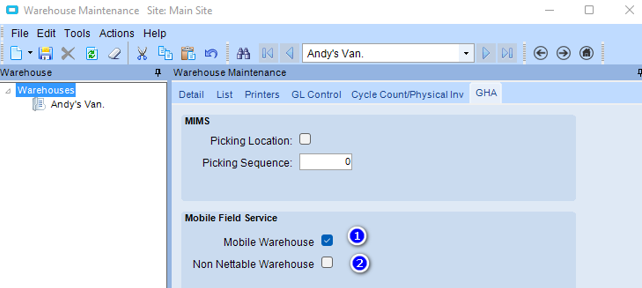 Warehouse Maintenance Site: Main Site
File Edit Tools Actions Help
Andy's Van.
Warehouse
Warehouse Maintenance
Warehouses
Andy's Van.
Detail List Printers GL Control Cycle Count/Physical Inv GHA
MIMS
Picking Location:
Picking Sequence: 0
Mobile Field Service
Mobile Warehouse 1
Non Nettable Warehouse 2